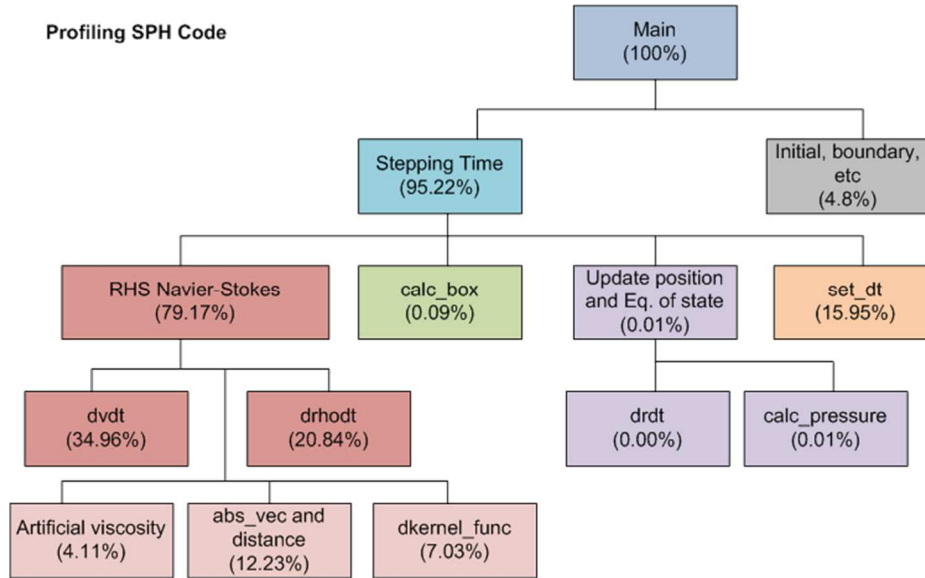 Profiling SPH Code
Main
(100%)
Stepping Time
(95.22%)
Initial, boundary,
etc
(4.8%)
RHS Navier-Stokes
(79.17%)
calc_box
(0.09%)
Update position
and Eq. of state
(0.01%)
set_dt
(15.95%)
dvdt
(34.96%)
drhodt
(20.84%)
drdt
(0.00%)
calc_pressure
(0.01%)
Artificial viscosity
(4.11%)
abs_vec and
distance
(12.23%)
dkernel_func
(7.03%)